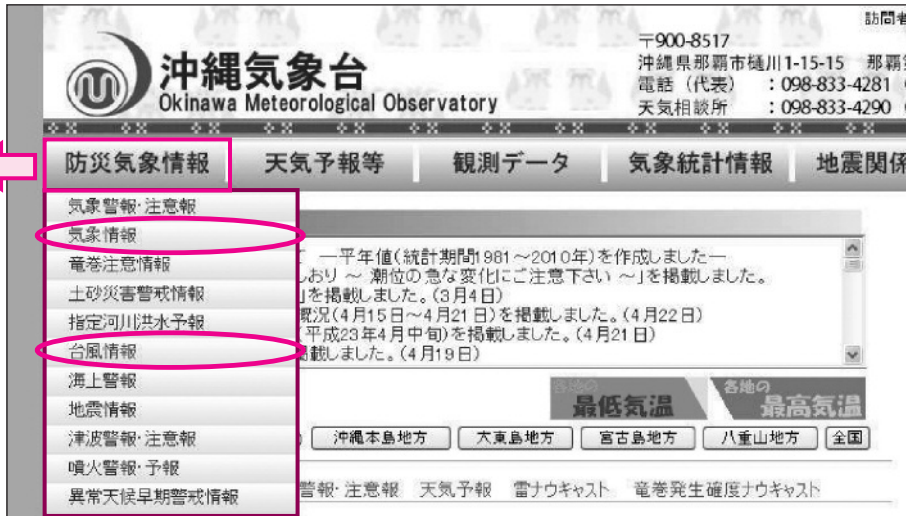 訪問者
〒900-8517
沖縄県那覇市樋川1-15-15 那覇
電話（代表） ：098-833-4281
天気相談所 ：098-833-4290
沖縄気象台
Okinawa Meteorological Observatory
防災気象情報 天気予報等 観測データ 気象統計情報 地震関係
気象警報・注意報
気象情報
竜巻注意情報
土砂災害警戒情報
指定河川洪水予報
台風情報
海上警報
地震情報
津波警報・注意報
噴火警報・予報
異常天候早期警戒情報
―平年値(統計期間1981～2010年)を作成しました―
しおり ～ 潮位の急な変化にご注意下さい ～」を掲載しました。
」を掲載しました。(3月4日)
概況(4月15日～4月21日)を掲載しました。(4月22日)
(平成23年4月中旬)を掲載しました。(4月21日)
掲載しました。(4月19日)
各地の
最低気温
各地の
最高気温
沖縄本島地方 大東島地方 宮古島地方 八重山地方 全国
警報・注意報 天気予報 雷ナウキャスト 竜巻発生確度ナウキャスト